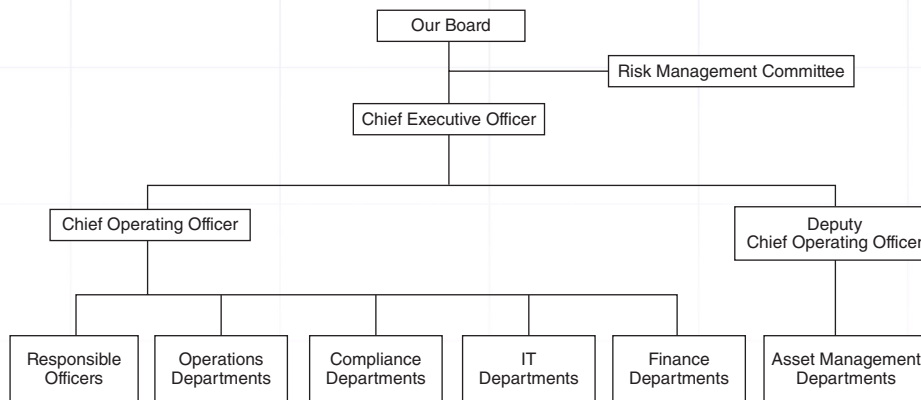 Our Board
Risk Management Committee
Chief Executive Officer
Chief Operating Officer
Deputy
Chief Operating Officer
Responsible
Officers
Operations
Departments
Compliance
Departments
IT
Departments
Finance
Departments
Asset Management
Departments